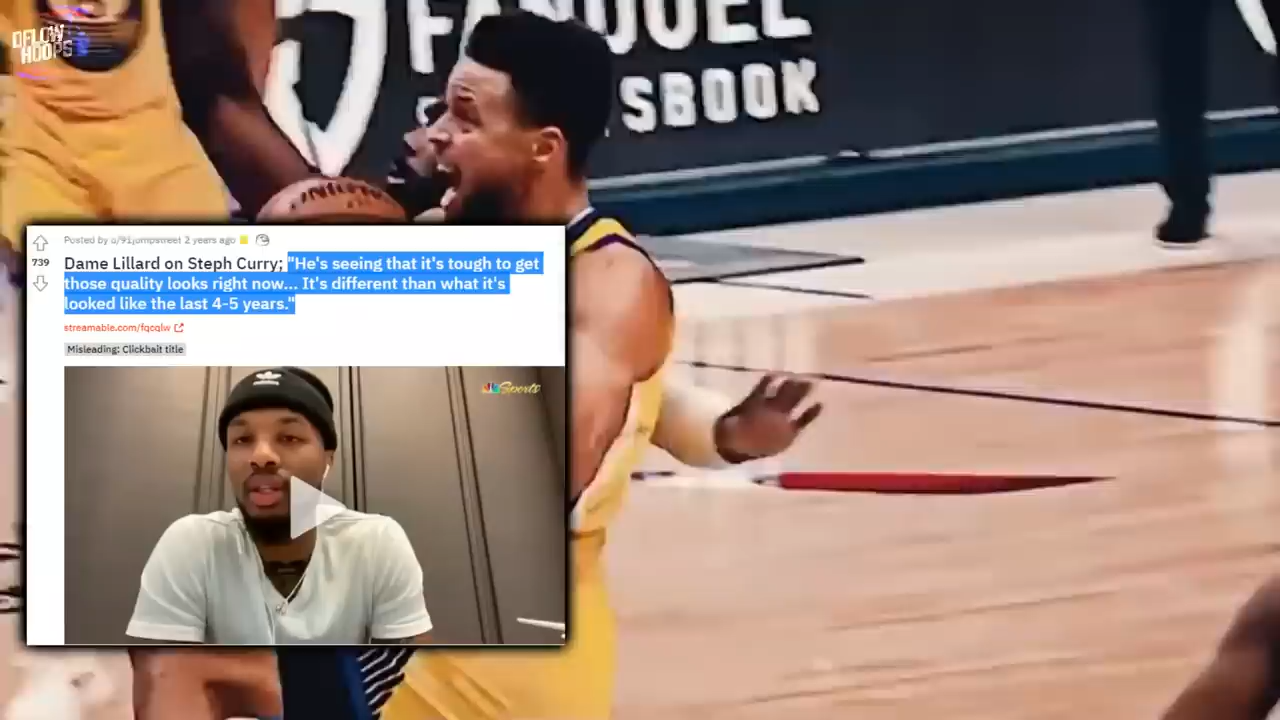 DFLOW
HOOPS
FANDUEL
SBOOK
Posted by u/91jumpstreet 2 years ago
739
Dame Lillard on Steph Curry; "He's seeing that it's tough to get
those quality looks right now... It's different than what it's
looked like the last 4-5 years."
streamable.com/fqcqlw
Misleading: Clickbait title
Sports